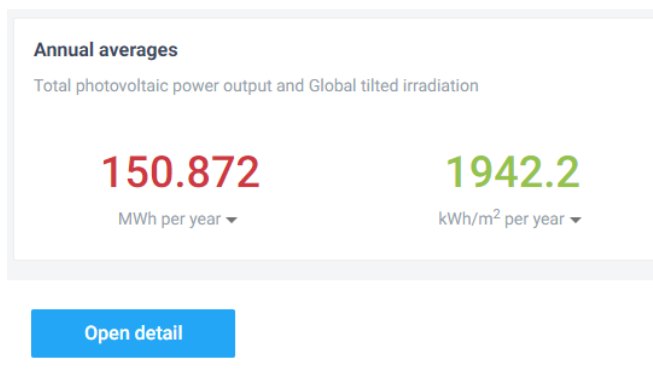 Annual averages
Total photovoltaic power output and Global tilted irradiation
150.872 1942.2
MWh per year kWh/m² per year
Open detail